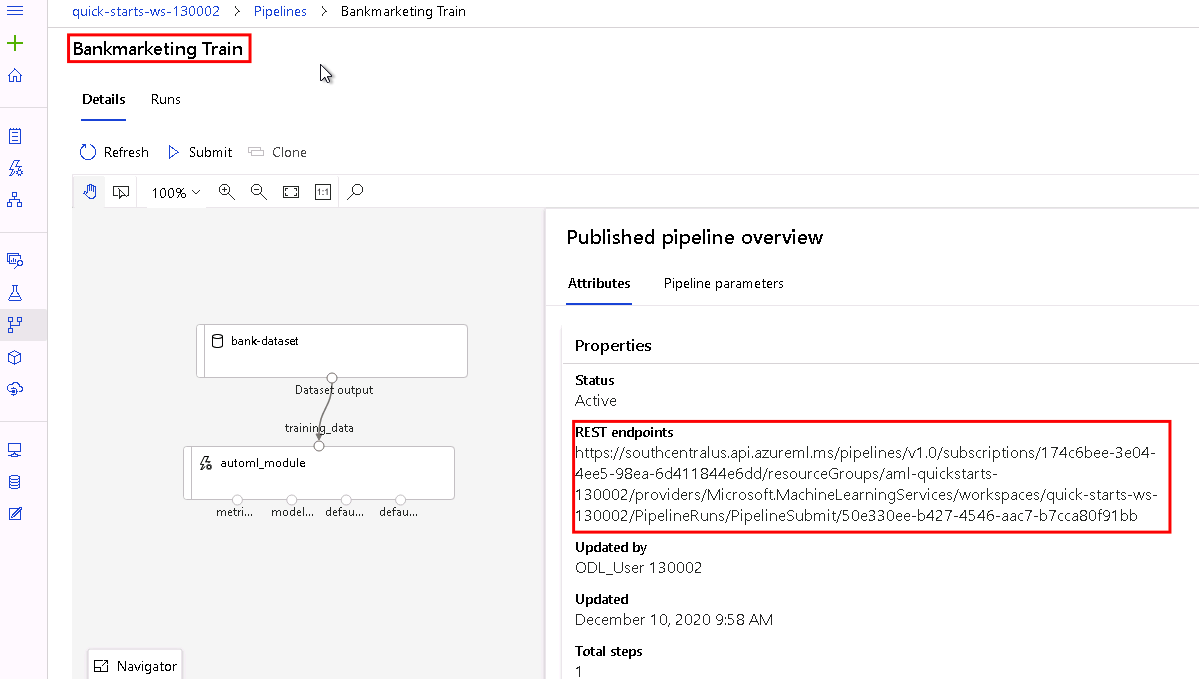 quick-starts-ws-130002 > Pipelines > Bankmarketing Train
Bankmarketing Train
Details Runs
Refresh Submit Clone
100% 1:1
bank-dataset
Dataset output
training_data
automl_module
metri... model... defau... defau...
Navigator
Published pipeline overview
Attributes Pipeline parameters
Properties
Status
Active
REST endpoints
https://southcentralus.api.azureml.ms/pipelines/v1.0/subscriptions/174c6bee-3e04-
4ee5-98ea-6d411844e6dd/resourceGroups/aml-quickstarts-
130002/providers/Microsoft.MachineLearningServices/workspaces/quick-starts-ws-
130002/PipelineRuns/PipelineSubmit/50e330ee-b427-4546-aac7-b7cca80f91bb
Updated by
ODL_User 130002
Updated
December 10, 2020 9:58 AM
Total steps
1